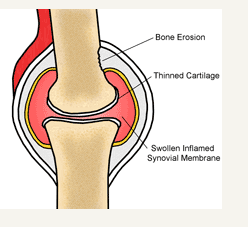 Bone Erosion
Thinned Cartilage
Swollen Inflamed
Synovial Membrane